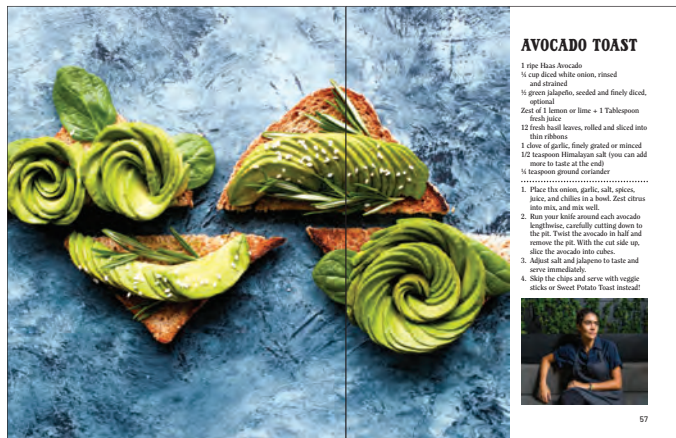 AVOCADO TOAST
1 ripe Haas Avocado
¼ cup diced white onion, rinsed
and strained
½ green jalapeño, seeded and finely diced,
optional
Zest of 1 lemon or lime + 1 Tablespoon
fresh juice
12 fresh basil leaves, rolled and sliced into
thin ribbons
1 clove of garlic, finely grated or minced
1/2 teaspoon Himalayan salt (you can add
more to taste at the end)
¼ teaspoon ground coriander
1. Place thx onion, garlic, salt, spices,
juice, and chilies in a bowl. Zest citrus
into mix, and mix well.
2. Run your knife around each avocado
lengthwise, carefully cutting down to
the pit. Twist the avocado in half and
remove the pit. With the cut side up,
slice the avocado into cubes.
3. Adjust salt and jalapeno to taste and
serve immediately.
4. Skip the chips and serve with veggie
sticks or Sweet Potato Toast instead!
57